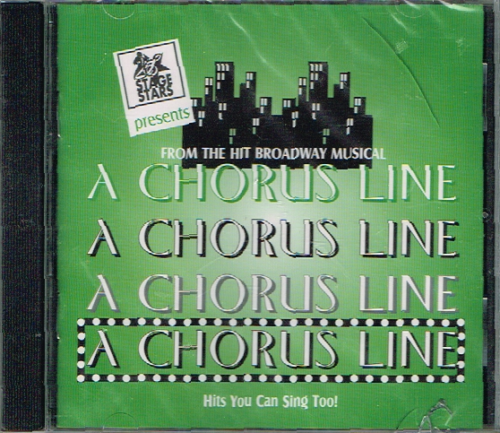 STAGE
STARS
presents
FROM THE HIT BROADWAY MUSICAL
A CHORUS LINE
A CHORUS LINE
A CHORUS LINE
A CHORUS LINE
Hits You Can Sing Too!